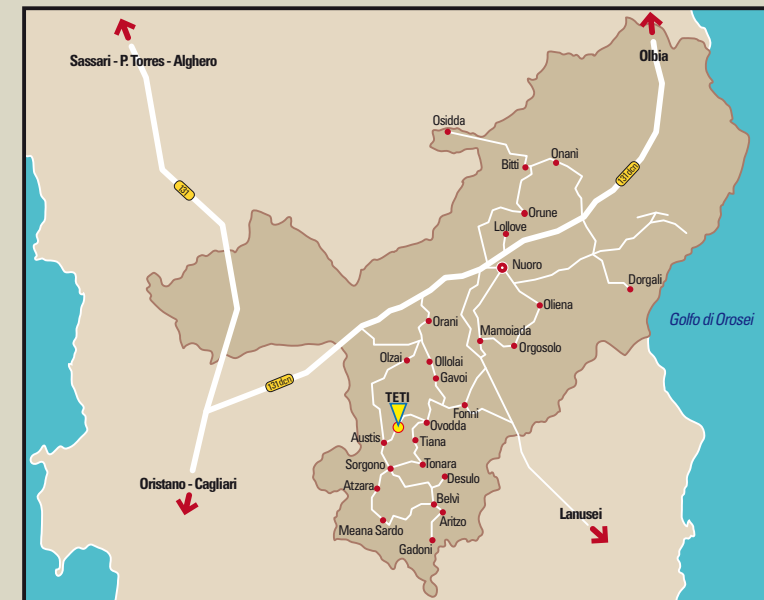 Sassari - P. Torres - Alghero
Olbia
Osidda
Bitti
Onanì
131
131dcn
Orune
Lollove
Nuoro
Dorgali
Oliena
Golfo di Orosei
Orani
Mamoiada
Orgosolo
Olzai
Ollolai
Gavoi
131dcn
TETI
Fonni
Ovodda
Austis
Tiana
Sorgono
Tonara
Desulo
Oristano - Cagliari
Atzara
Belvì
Lanusei
Aritzo
Meana Sardo
Gadoni